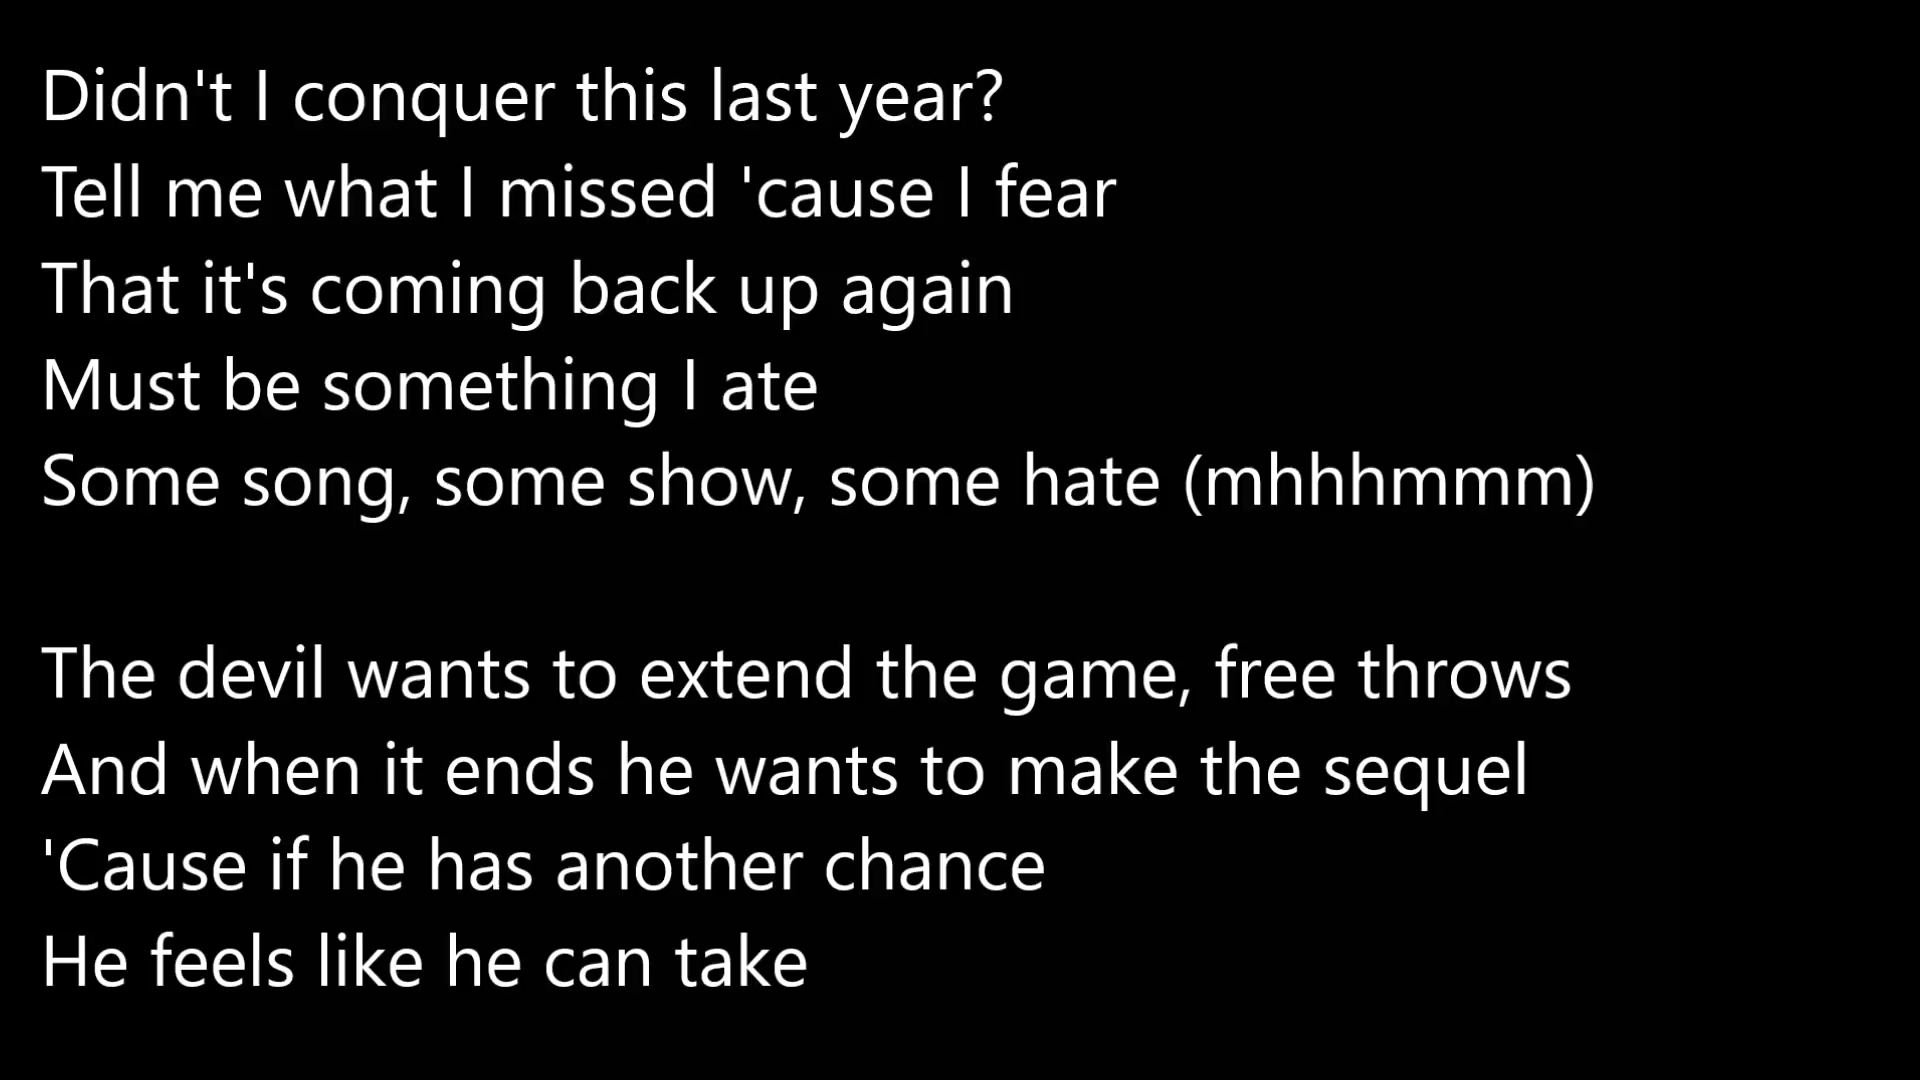 Didn't I conquer this last year?
Tell me what I missed 'cause I fear
That it's coming back up again
Must be something I ate
Some song, some show, some hate (mhhhmmm)
The devil wants to extend the game, free throws
And when it ends he wants to make the sequel
'Cause if he has another chance
He feels like he can take